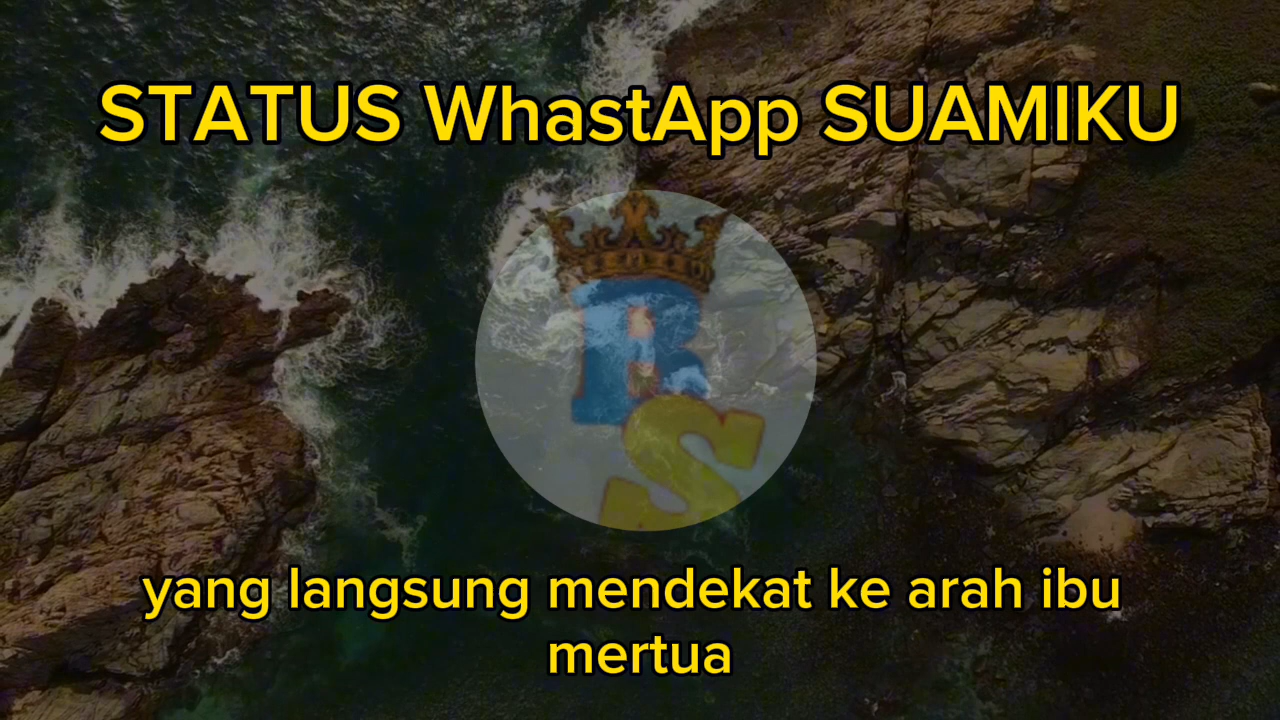 STATUS WhastApp SUAMIKU
R
S
yang langsung mendekat ke arah ibu
mertua